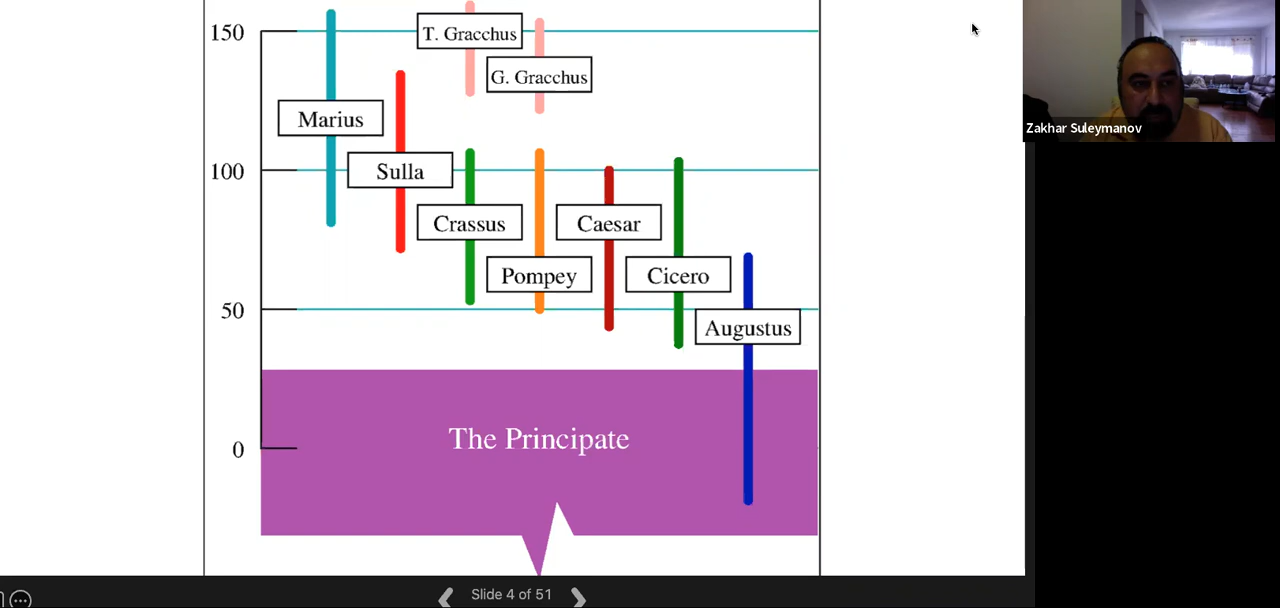 150
T. Gracchus
G. Gracchus
Marius
100
Sulla
Crassus
Caesar
Pompey
Cicero
50
Augustus
The Principate
0
Slide 4 of 51
Zakhar Suleymanov